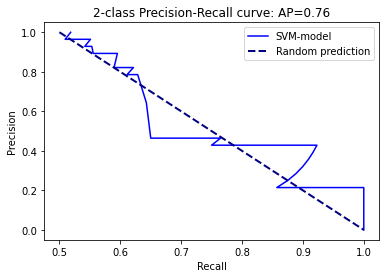 2-class Precision-Recall curve: AP=0.76
SVM-model
Random prediction
Precision
1.0
0.8
0.6
0.4
0.2
0.0
0.5
0.6
0.7
0.8
0.9
1.0
Recall